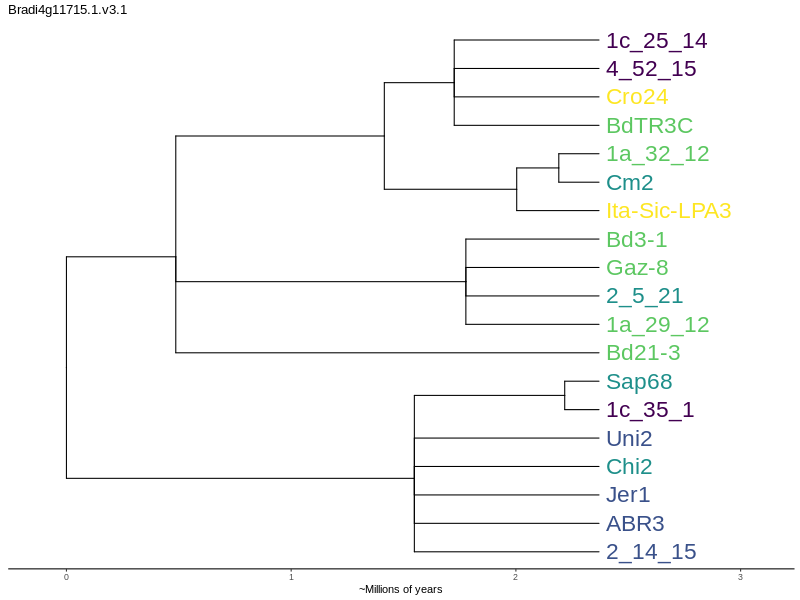 Bradi4g11715.1.v3.1
1c_25_14
4_52_15
Cro24
BdTR3C
1a_32_12
Cm2
Ita-Sic-LPA3
Bd3-1
Gaz-8
2_5_21
1a_29_12
Bd21-3
Sap68
1c_35_1
Uni2
Chi2
Jer1
ABR3
2_14_15
0 1 2 3
~Millions of years